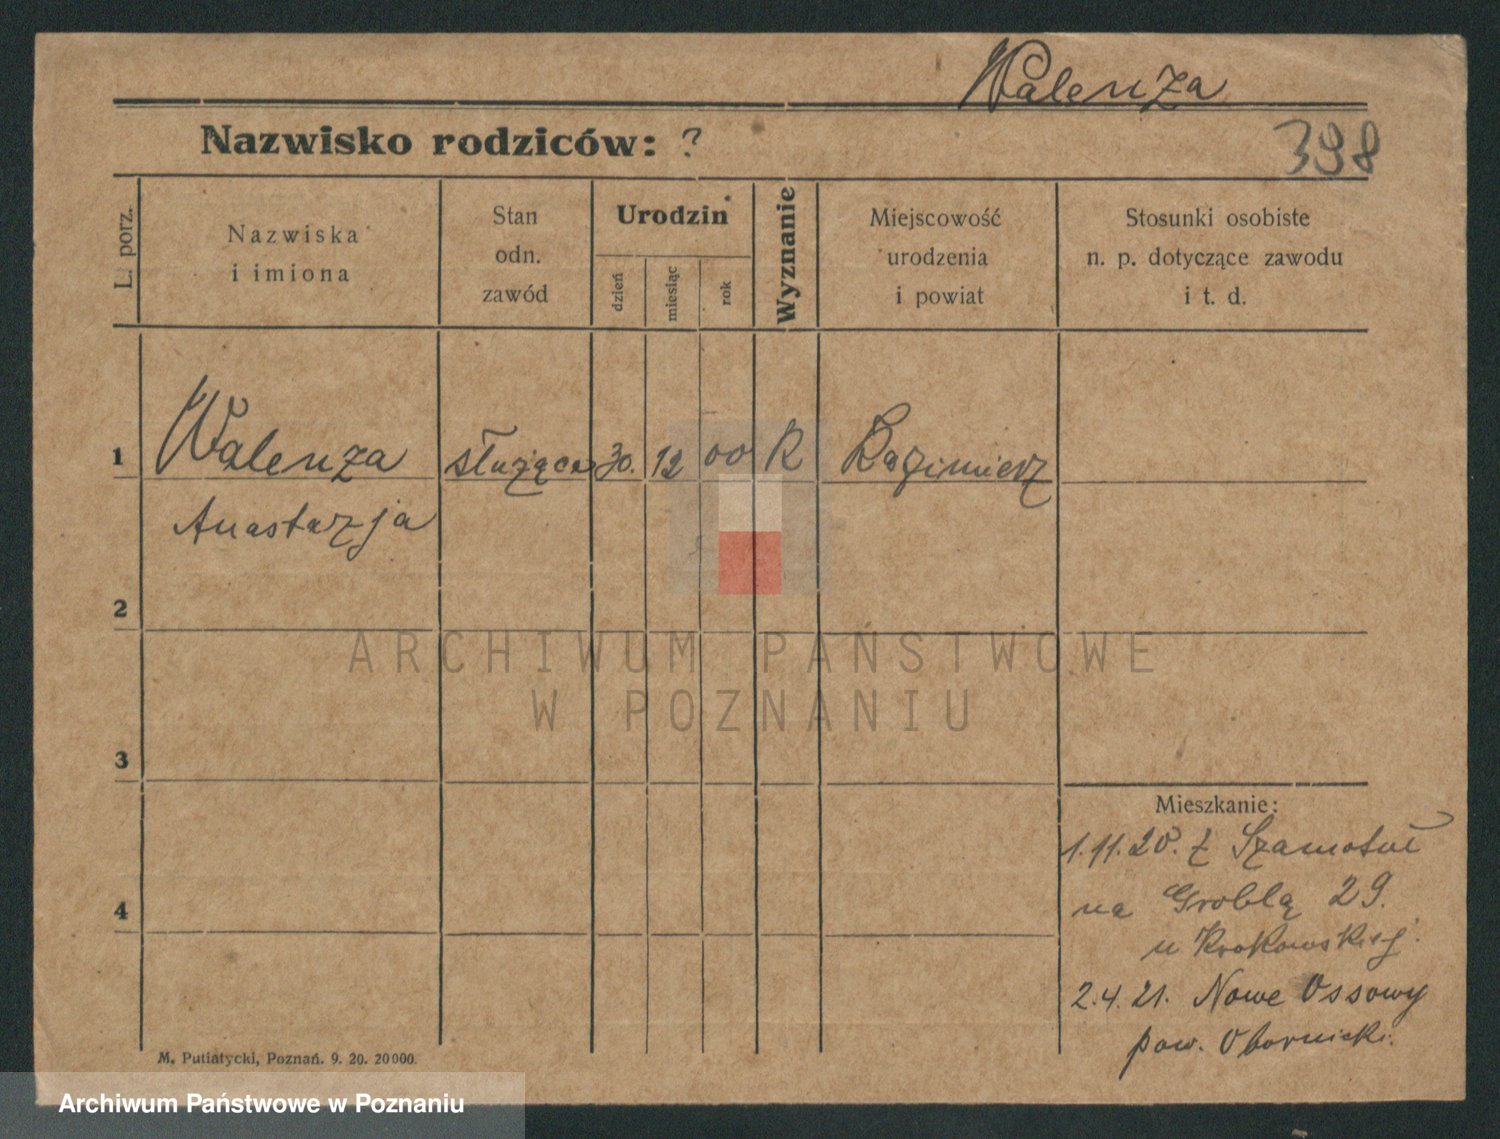 Walenza
Nazwisko rodziców: ?
398
L. porz.
Nazwiska
i imiona
Stan
odn.
zawód
Urodzin
dzień
miesiąc
rok
Wyznanie
Miejscowość
urodzenia
i powiat
Stosunki osobiste
n. p. dotyczące zawodu
i t. d.
1 Walenza służąca 30. 12 00 R Kazimierz
Anastazja
2
3
4
Mieszkanie:
1.11.20. z Szamotuł
na Groblą 29.
u Krakowskiej.
2.4.21. Nowe Ossowy
pow. Obornicki.
M. Putiatycki, Poznań. 9. 20. 20000.
ARCHIWUM PAŃSTWOWE
W POZNANIU
Archiwum Państwowe w Poznaniu